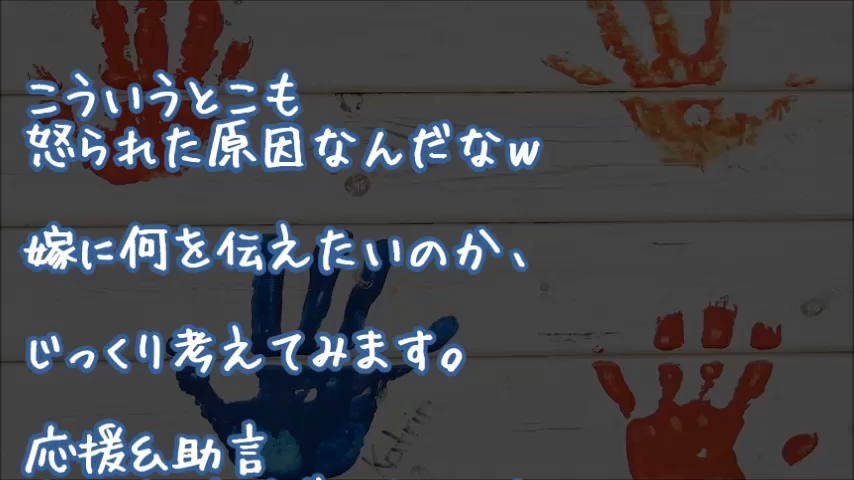 こういうとこも
怒られた原因なんだなw
嫁に何を伝えたいのか、
じっくり考えてみます。
応援&助言
Katrin